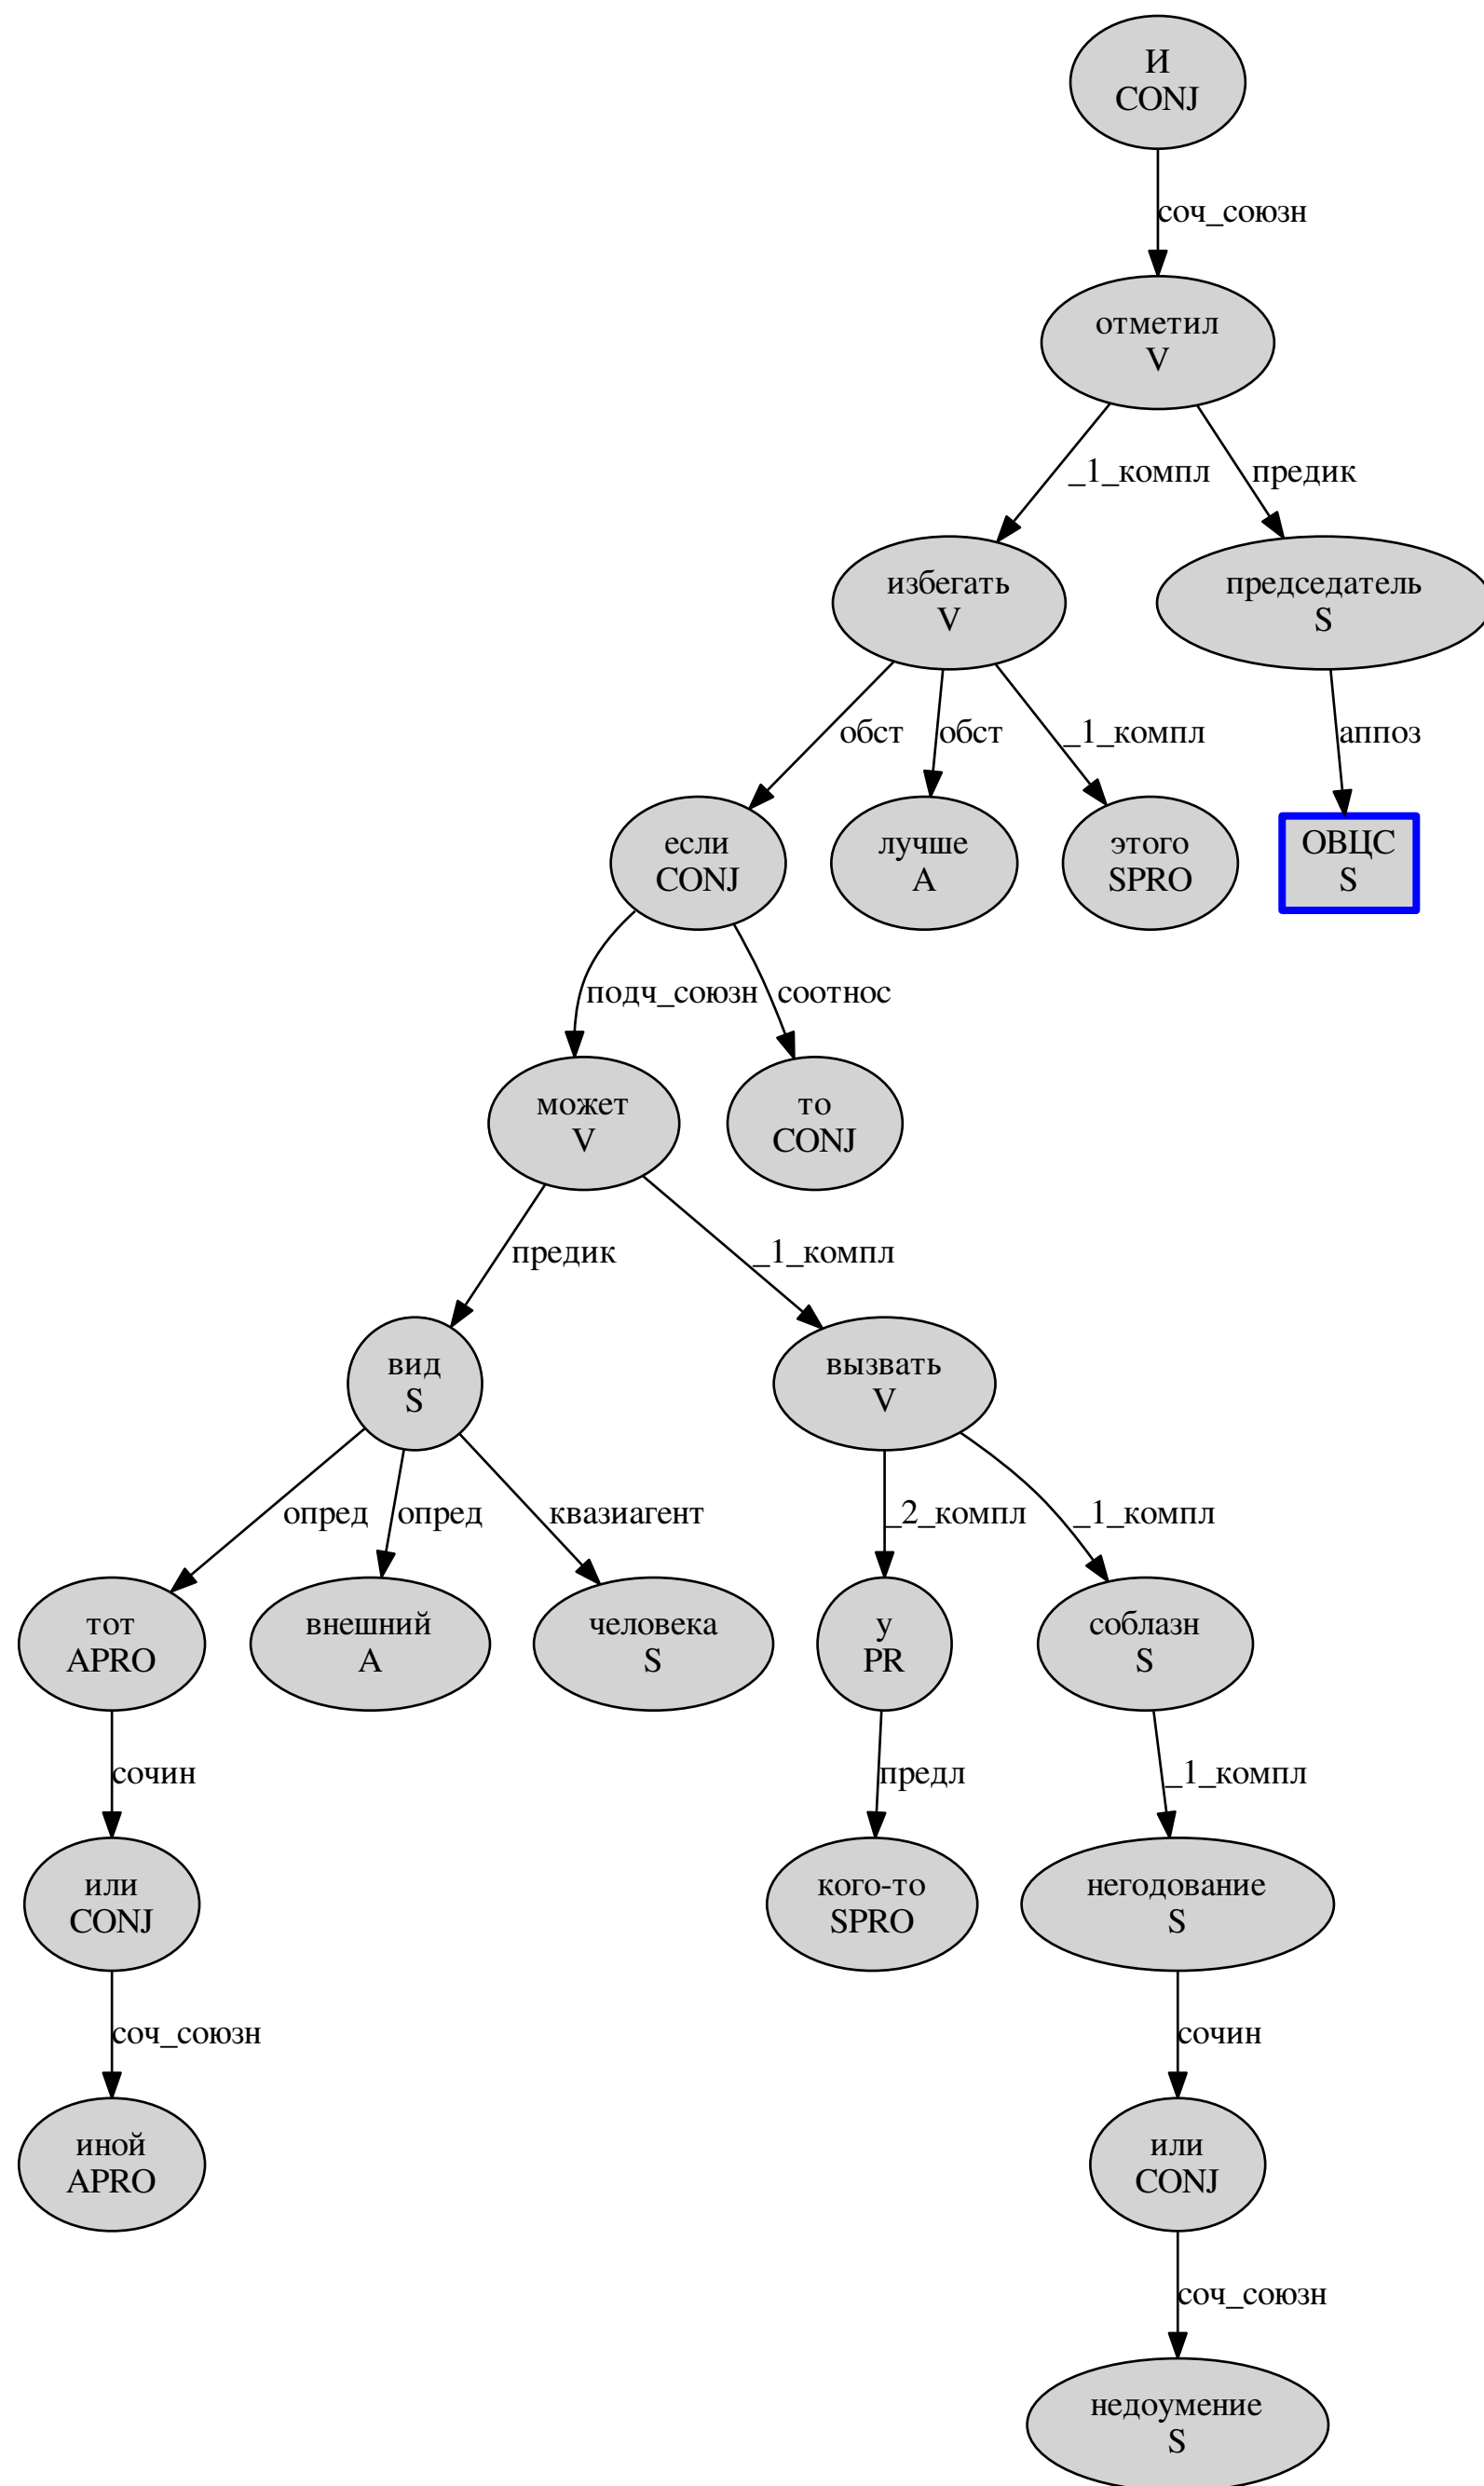 И
CONJ
соч_союзн
отметил
V
_1_компл
предик
избегать
V
председатель
S
обст
обст
_1_компл
аппоз
если
CONJ
лучше
A
этого
SPRO
ОВЦС
S
подч_союзн
соотнос
может
V
то
CONJ
предик
_1_компл
вид
S
вызвать
V
опред
опред
квазиагент
_2_компл
_1_компл
тот
APRO
внешний
A
человека
S
у
PR
соблазн
S
сочин
предл
_1_компл
или
CONJ
кого-то
SPRO
негодование
S
соч_союзн
сочин
иной
APRO
или
CONJ
соч_союзн
недоумение
S